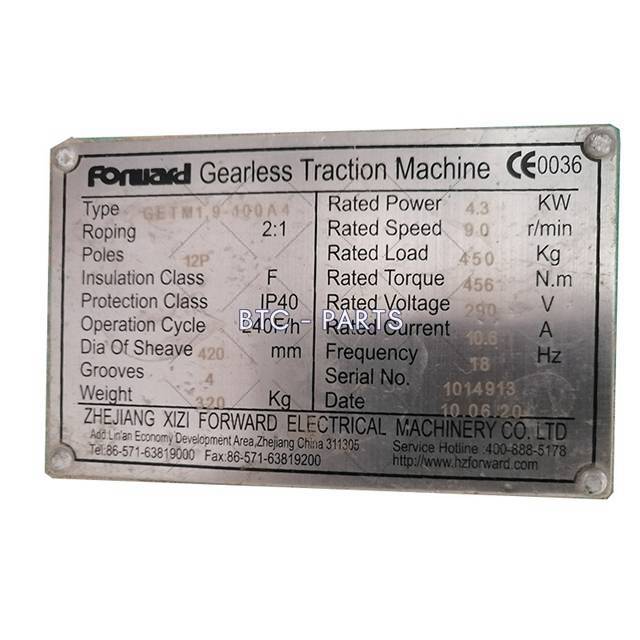 Forward Gearless Traction Machine CE0036
Type GETM1.9-100A4
Roping 2:1
Poles 12P
Insulation Class F
Protection Class IP40
Operation Cycle 240F/h
Dia Of Sheave 420 mm
Grooves 4
Weight 320 Kg
Rated Power 4.3 KW
Rated Speed 90 r/min
Rated Load 450 Kg
Rated Torque 456 N.m
Rated Voltage 290 V
Rated Current 10.6 A
Frequency 18 Hz
Serial No. 1014913
Date 10.06.20
BTC - PARTS
ZHEJIANG XIZI FORWARD ELECTRICAL MACHINERY CO. LTD
Add:Lin'an Economy Development Area,Zhejiang China 311305
Service Hotline :400-888-5178
Tel:86-571-63819000 Fax:86-571-63819200
http://www.hzforward.com